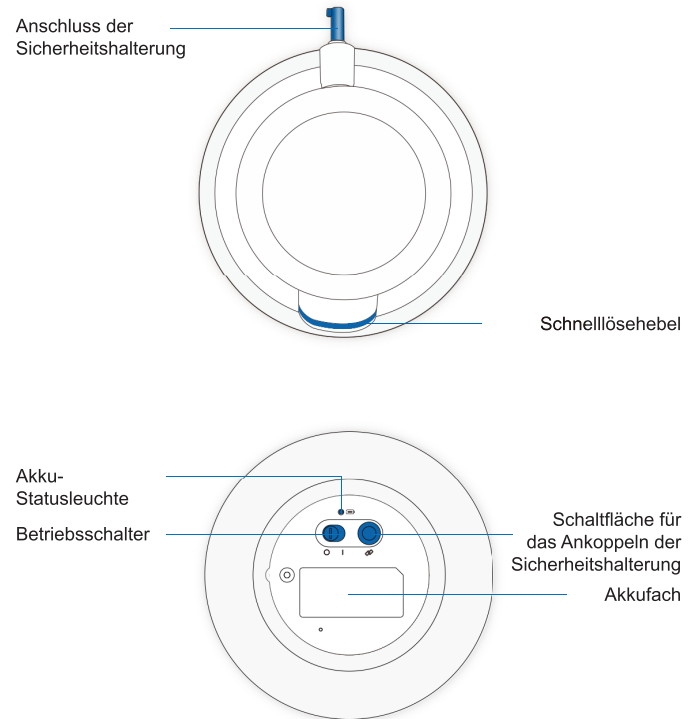 Anschluss der
Sicherheitshalterung
Schnelllösehebel
Akku-
Statusleuchte
Betriebsschalter
Schaltfläche für
das Ankoppeln der
Sicherheitshalterung
Akkufach